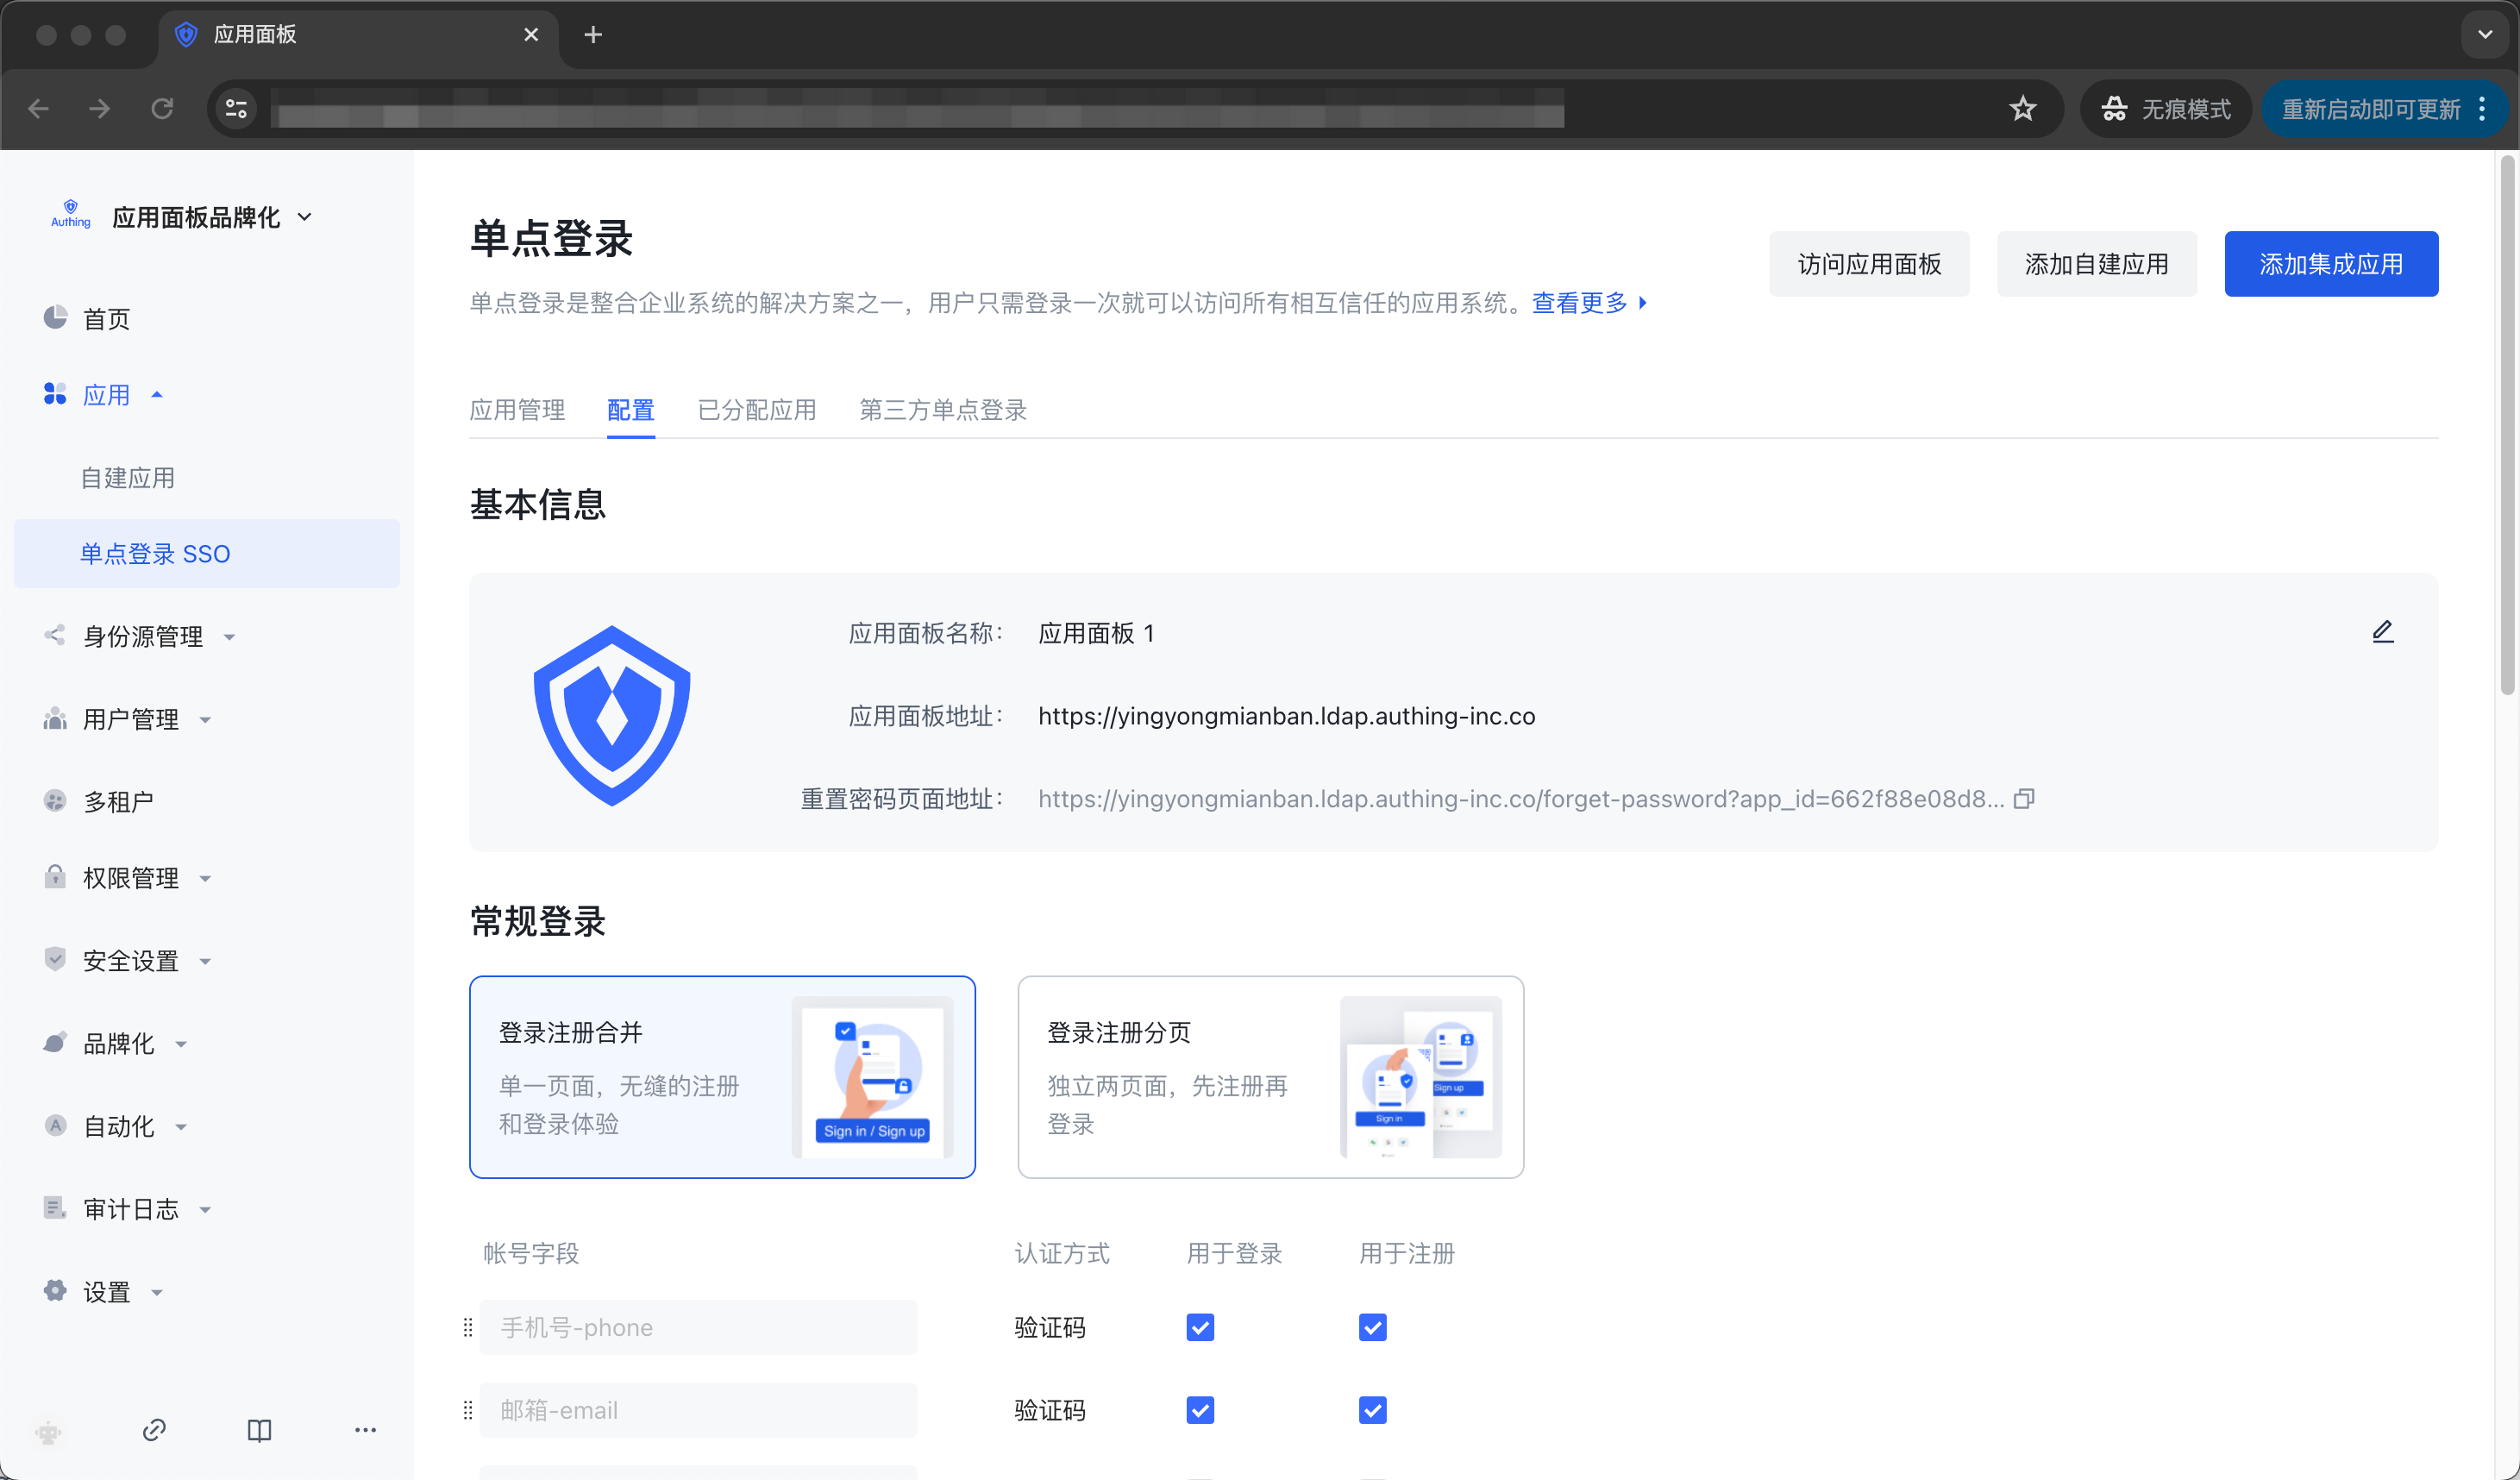 应用面板
无痕模式
重新启动即可更新
Authing
应用面板品牌化
首页
应用
自建应用
单点登录 SSO
身份源管理
用户管理
多租户
权限管理
安全设置
品牌化
自动化
审计日志
设置
单点登录
单点登录是整合企业系统的解决方案之一，用户只需登录一次就可以访问所有相互信任的应用系统。查看更多
访问应用面板
添加自建应用
添加集成应用
应用管理
配置
已分配应用
第三方单点登录
基本信息
应用面板名称：
应用面板 1
应用面板地址：
https://yingyongmianban.ldap.authing-inc.co
重置密码页面地址：
https://yingyongmianban.ldap.authing-inc.co/forget-password?app_id=662f88e08d8...
常规登录
登录注册合并
单一页面，无缝的注册
和登录体验
Sign in / Sign up
登录注册分页
独立两页面，先注册再
登录
Sign up
Sign in
帐号字段
认证方式
用于登录
用于注册
手机号-phone
验证码
邮箱-email
验证码